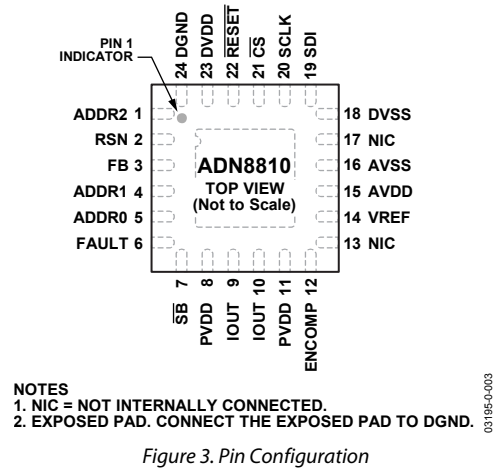 PIN 1
INDICATOR
24 DGND
23 DVDD
22 RESET
21 CS
20 SCLK
19 SDI
ADDR2 1
RSN 2
FB 3
ADDR1 4
ADDR0 5
FAULT 6
ADN8810
TOP VIEW
(Not to Scale)
18 DVSS
17 NIC
16 AVSS
15 AVDD
14 VREF
13 NIC
SB 7
PVDD 8
IOUT 9
IOUT 10
PVDD 11
ENCOMP 12
NOTES
1. NIC = NOT INTERNALLY CONNECTED.
2. EXPOSED PAD. CONNECT THE EXPOSED PAD TO DGND.
03195-0-003
Figure 3. Pin Configuration